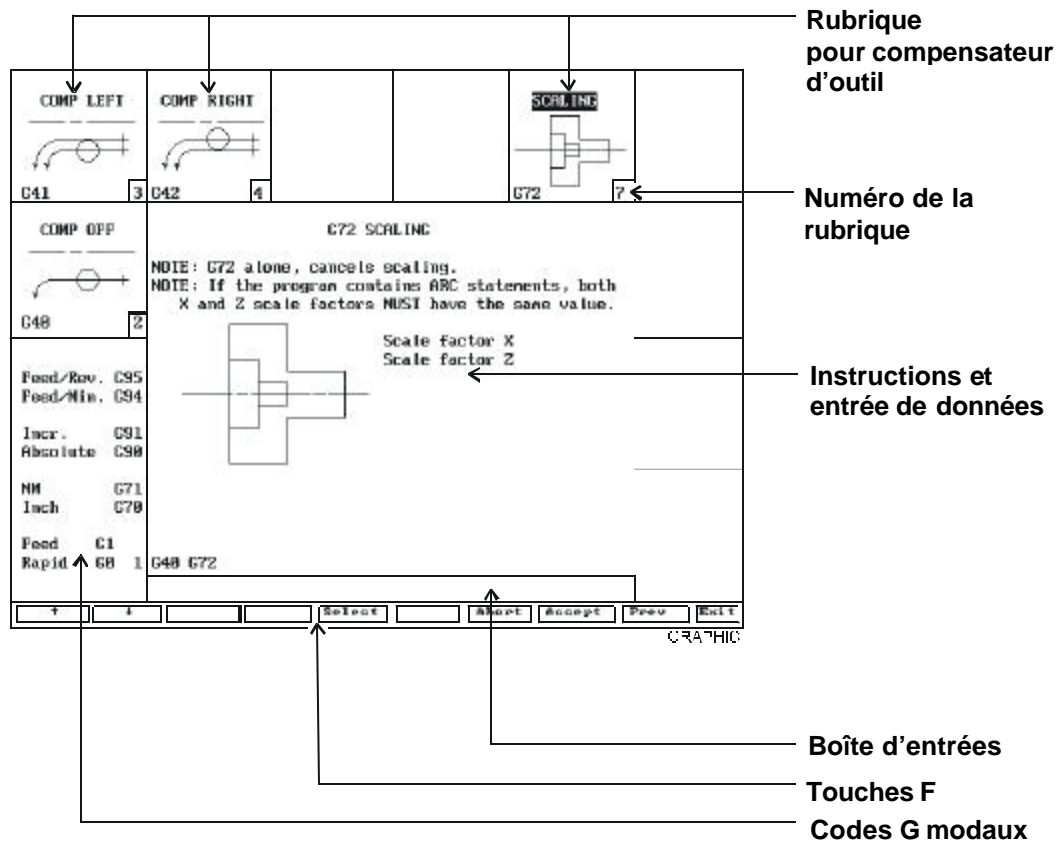 Rubrique
pour compensateur
d'outil
COMP LEFT
COMP RIGHT
SCALING
G41 3
G42 4
G72 7
Numéro de la
rubrique
COMP OFF
G40 2
G72 SCALING
NOTE: G72 alone, cancels scaling.
NOTE: If the program contains ARC statements, both
X and Z scale factors MUST have the same value.
Scale factor X
Scale factor Z
Instructions et
entrée de données
Feed/Rev. G95
Feed/Min. G94
Incr. G91
Absolute G90
MM G71
Inch G70
Feed G1
Rapid G0 1
G40 G72
Select Abort Accept Prev Exit
GRAPHIC
Boîte d'entrées
Touches F
Codes G modaux